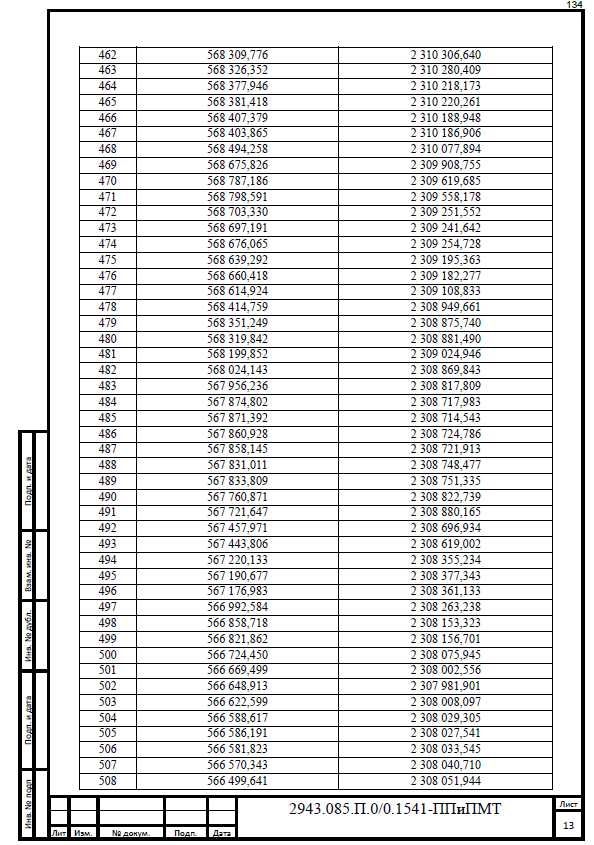 134
462 568 309,776 2 310 306,640
463 568 326,352 2 310 280,409
464 568 377,946 2 310 218,173
465 568 381,418 2 310 220,261
466 568 407,379 2 310 188,948
467 568 403,865 2 310 186,906
468 568 494,258 2 310 077,894
469 568 675,826 2 309 908,755
470 568 787,186 2 309 619,685
471 568 798,591 2 309 558,178
472 568 703,330 2 309 251,552
473 568 697,191 2 309 241,642
474 568 676,065 2 309 254,728
475 568 639,292 2 309 195,363
476 568 660,418 2 309 182,277
477 568 614,924 2 309 108,833
478 568 414,759 2 308 949,661
479 568 351,249 2 308 875,740
480 568 319,842 2 308 881,490
481 568 199,852 2 309 024,946
482 568 024,143 2 308 869,843
483 567 956,236 2 308 817,809
484 567 874,802 2 308 717,983
485 567 871,392 2 308 714,543
486 567 860,928 2 308 724,786
487 567 858,145 2 308 721,913
488 567 831,011 2 308 748,477
489 567 833,809 2 308 751,335
490 567 760,871 2 308 822,739
491 567 721,647 2 308 880,165
492 567 457,971 2 308 696,934
493 567 443,806 2 308 619,002
494 567 220,133 2 308 355,234
495 567 190,677 2 308 377,343
496 567 176,983 2 308 361,133
497 566 992,584 2 308 263,238
498 566 858,718 2 308 153,323
499 566 821,862 2 308 156,701
500 566 724,450 2 308 075,945
501 566 669,499 2 308 002,556
502 566 648,913 2 307 981,901
503 566 622,599 2 308 008,097
504 566 588,617 2 308 029,305
505 566 586,191 2 308 027,541
506 566 581,823 2 308 033,545
507 566 570,343 2 308 040,710
508 566 499,641 2 308 051,944
Подп. и дата
Взам. инв. №
Инв. № дубл.
Подп. и дата
Инв. № подп
Лит Изм. № докум. Подп. Дата
2943.085.П.0/0.1541-ППиПМТ
Лист
13